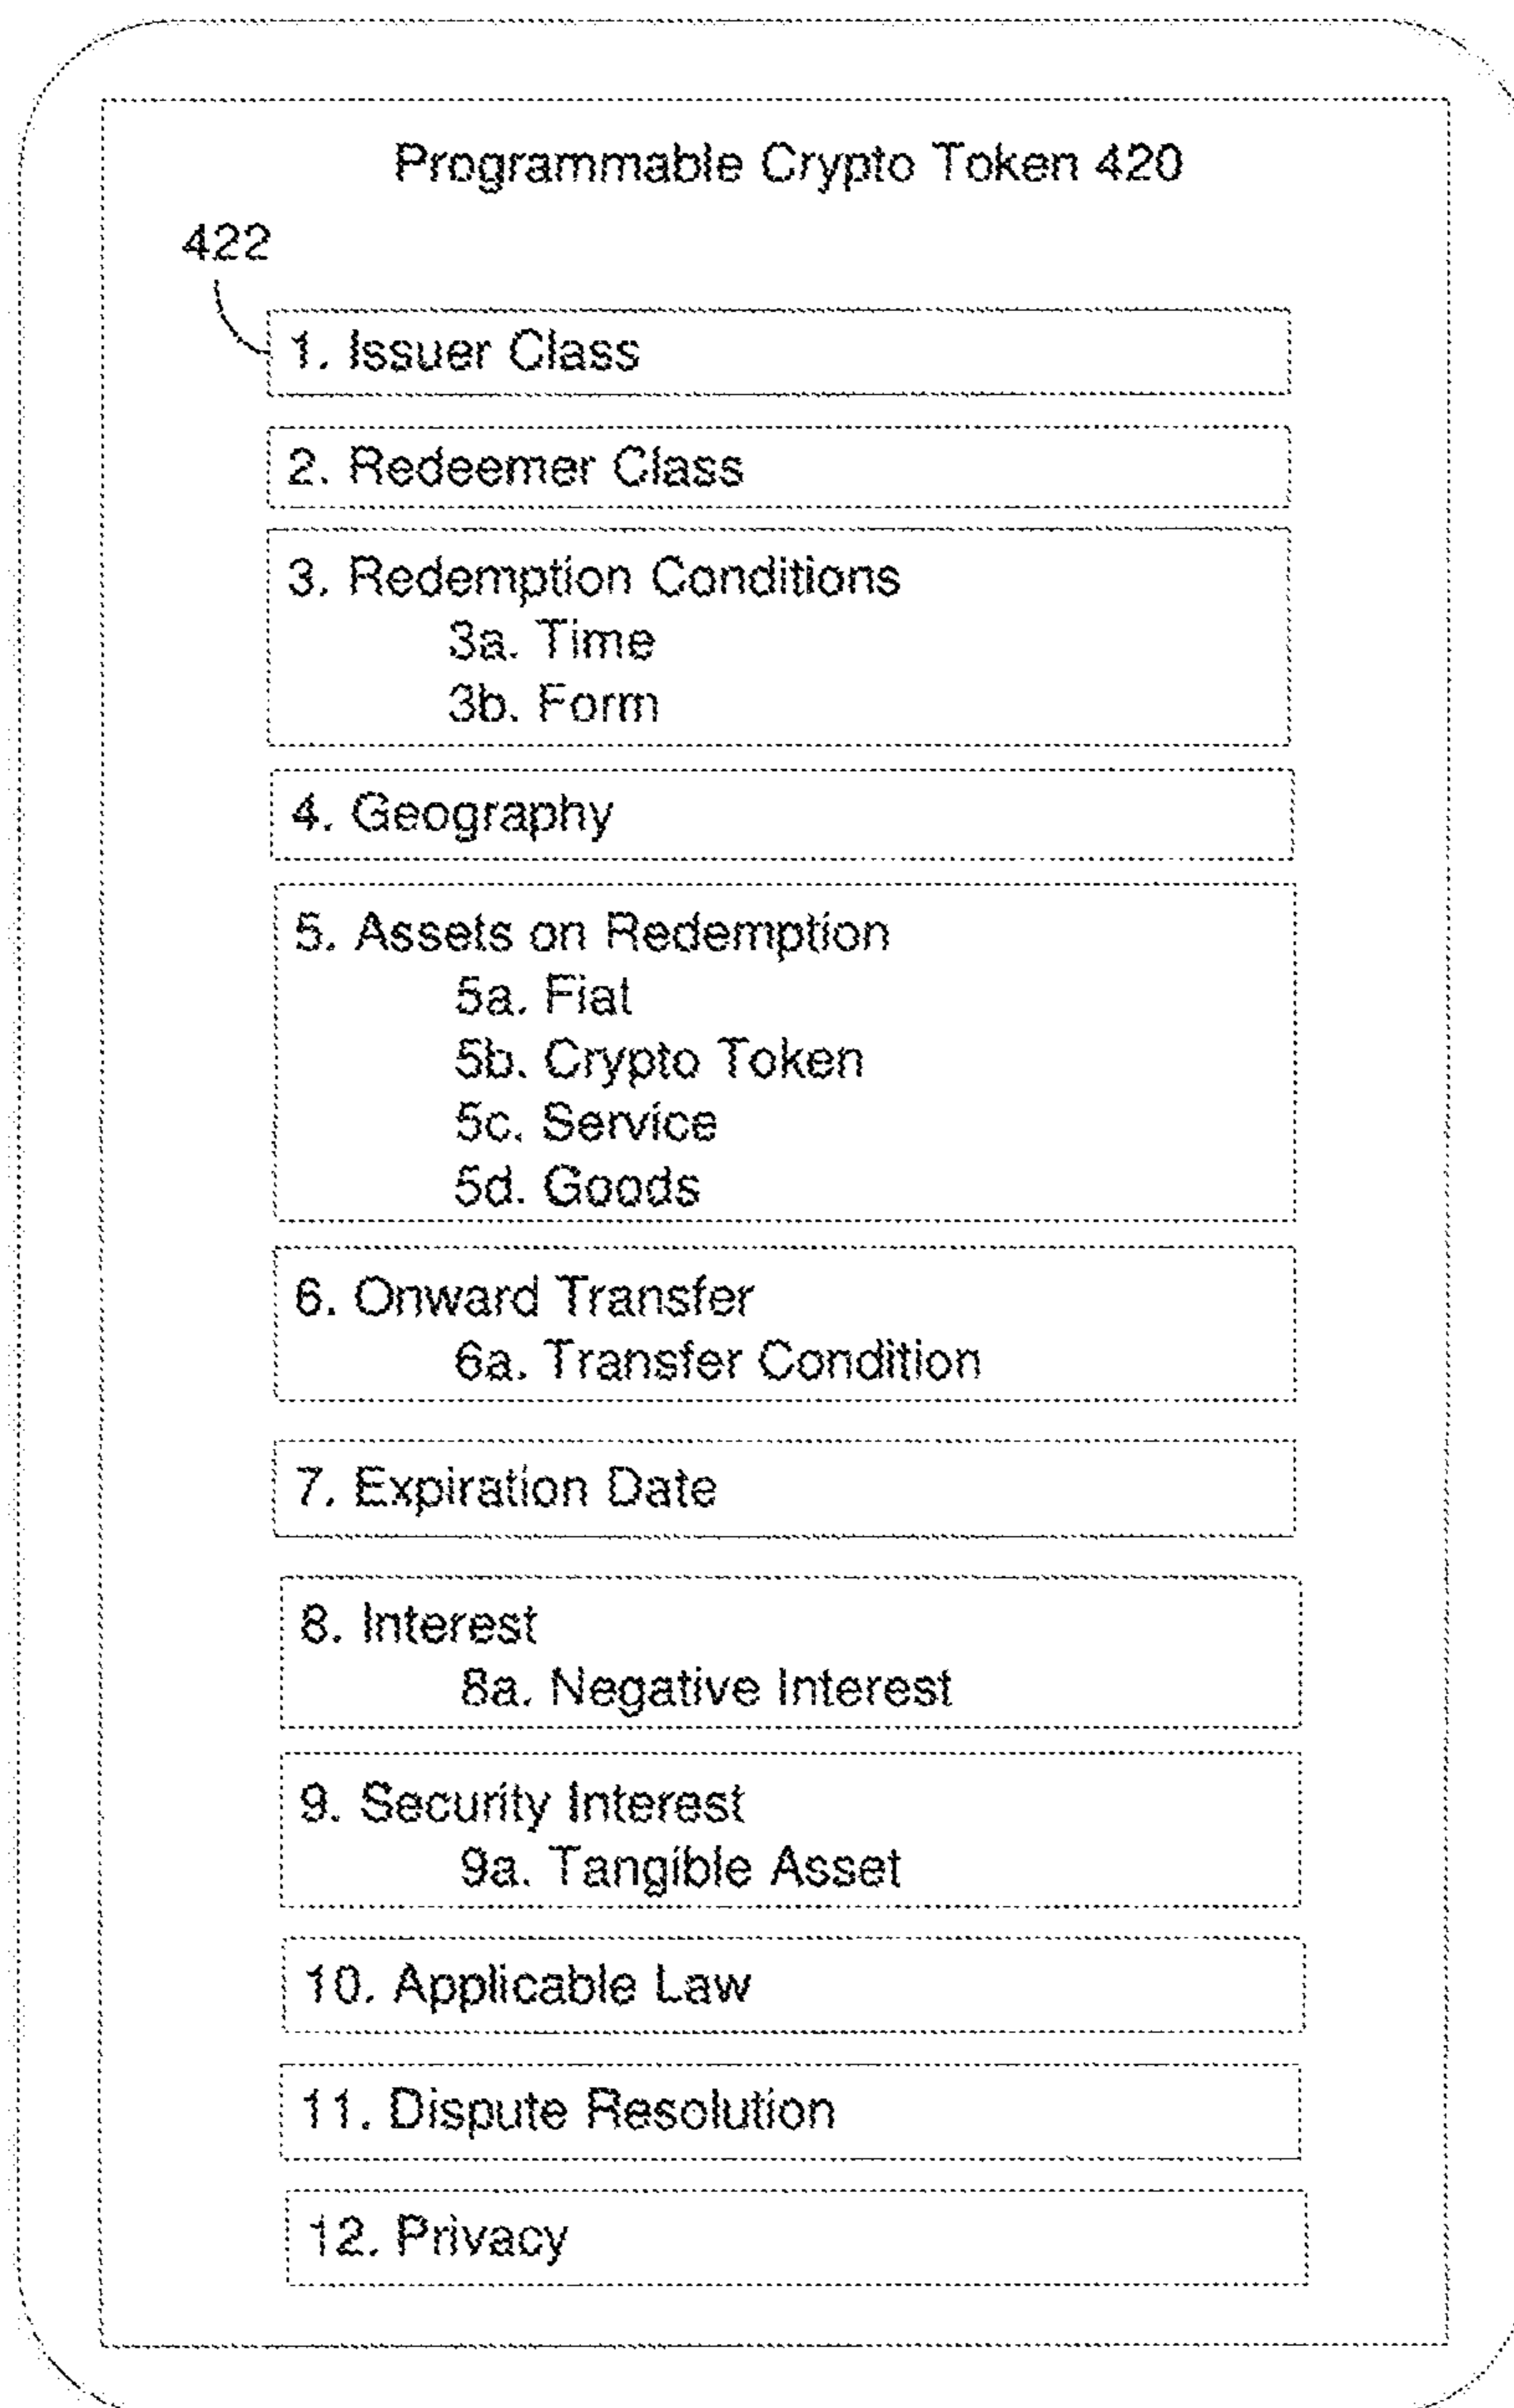 Programmable Crypto Token 420
422
1. Issuer Class
2. Redeemer Class
3. Redemption Conditions
3a. Time
3b. Form
4. Geography
5. Assets on Redemption
5a. Fiat
5b. Crypto Token
5c. Service
5d. Goods
6. Onward Transfer
6a. Transfer Condition
7. Expiration Date
8. Interest
8a. Negative Interest
9. Security Interest
9a. Tangible Asset
10. Applicable Law
11. Dispute Resolution
12. Privacy